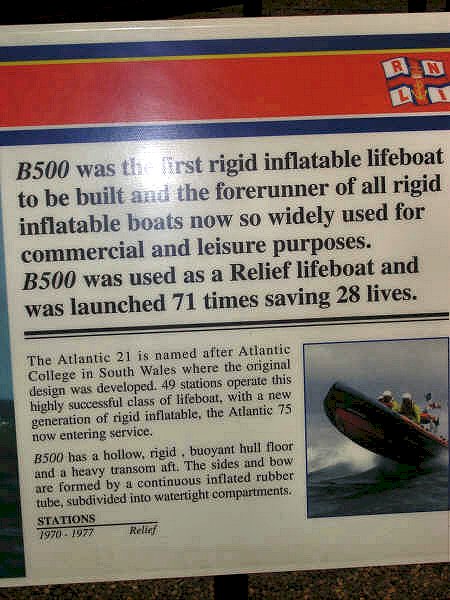 RN
LI
B500 was the first rigid inflatable lifeboat
to be built and the forerunner of all rigid
inflatable boats now so widely used for
commercial and leisure purposes.
B500 was used as a Relief lifeboat and
was launched 71 times saving 28 lives.
The Atlantic 21 is named after Atlantic
College in South Wales where the original
design was developed. 49 stations operate this
highly successful class of lifeboat, with a new
generation of rigid inflatable, the Atlantic 75
now entering service.
B500 has a hollow, rigid , buoyant hull floor
and a heavy transom aft. The sides and bow
are formed by a continuous inflated rubber
tube, subdivided into watertight compartments.
STATIONS
1970 - 1977 Relief